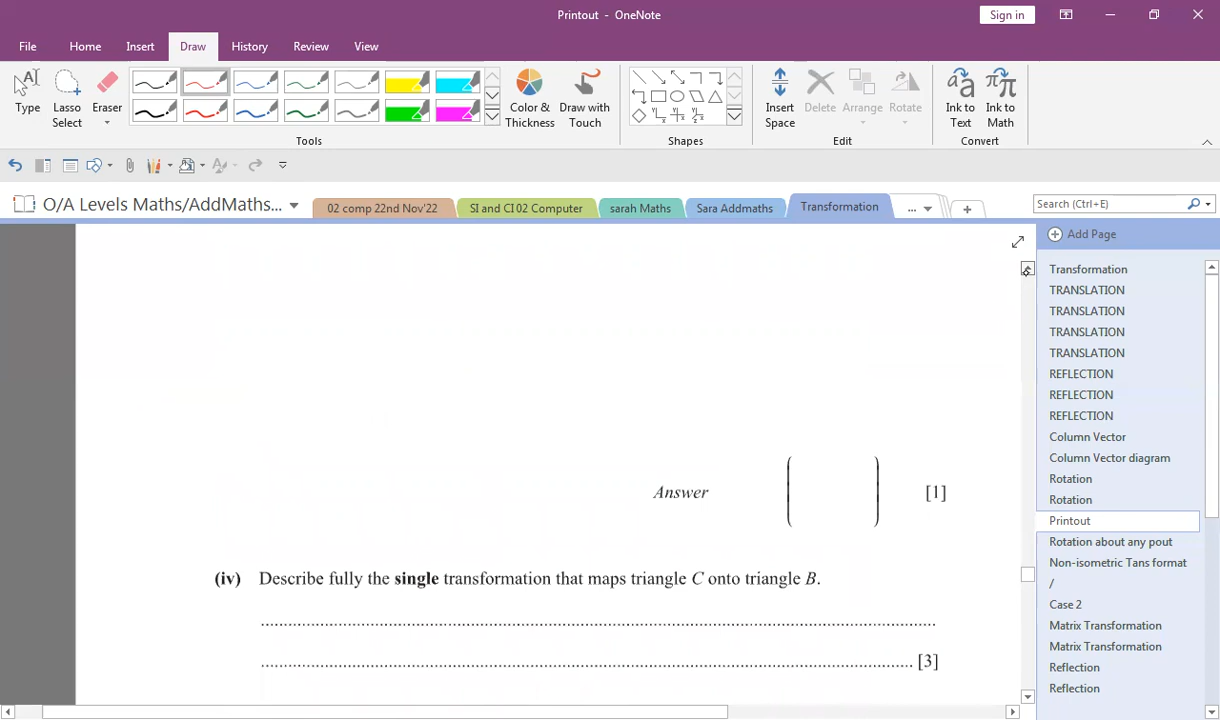 Printout - OneNote
Sign in
File Home Insert Draw History Review View
Type
Lasso Select
Eraser
Color & Thickness
Draw with Touch
Insert Space
Delete
Arrange
Rotate
Ink to Text
Ink to Math
Tools
Shapes
Edit
Convert
O/A Levels Maths/AddMaths...
02 comp 22nd Nov'22
SI and CI 02 Computer
sarah Maths
Sara Addmaths
Transformation
...
Search (Ctrl+E)
Add Page
Transformation
TRANSLATION
TRANSLATION
TRANSLATION
TRANSLATION
REFLECTION
REFLECTION
REFLECTION
Column Vector
Column Vector diagram
Rotation
Rotation
Printout
Rotation about any pout
Non-isometric Tans format
/
Case 2
Matrix Transformation
Matrix Transformation
Reflection
Reflection
Answer ( ) [1]
(iv) Describe fully the single transformation that maps triangle C onto triangle B.
................................................................................
................................................................................ [3]